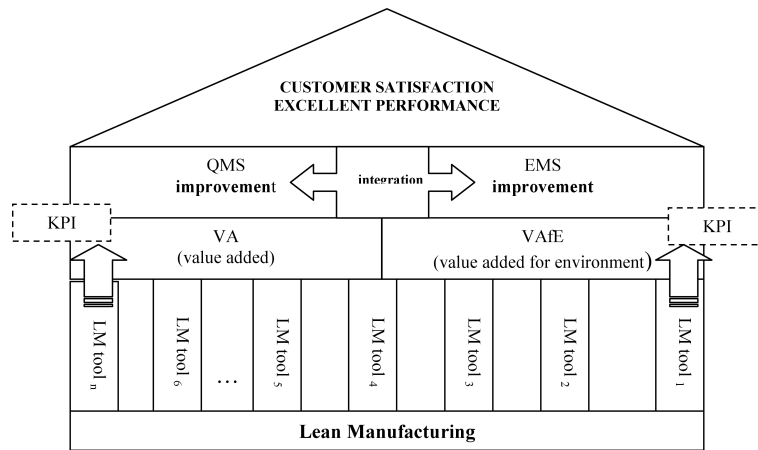 CUSTOMER SATISFACTION
EXCELLENT PERFORMANCE
QMS
improvement
integration
EMS
improvement
KPI
KPI
VA
(value added)
VAfE
(value added for environment)
LM tool n
LM tool 6
...
LM tool 5
LM tool 4
LM tool 3
LM tool 2
LM tool 1
Lean Manufacturing